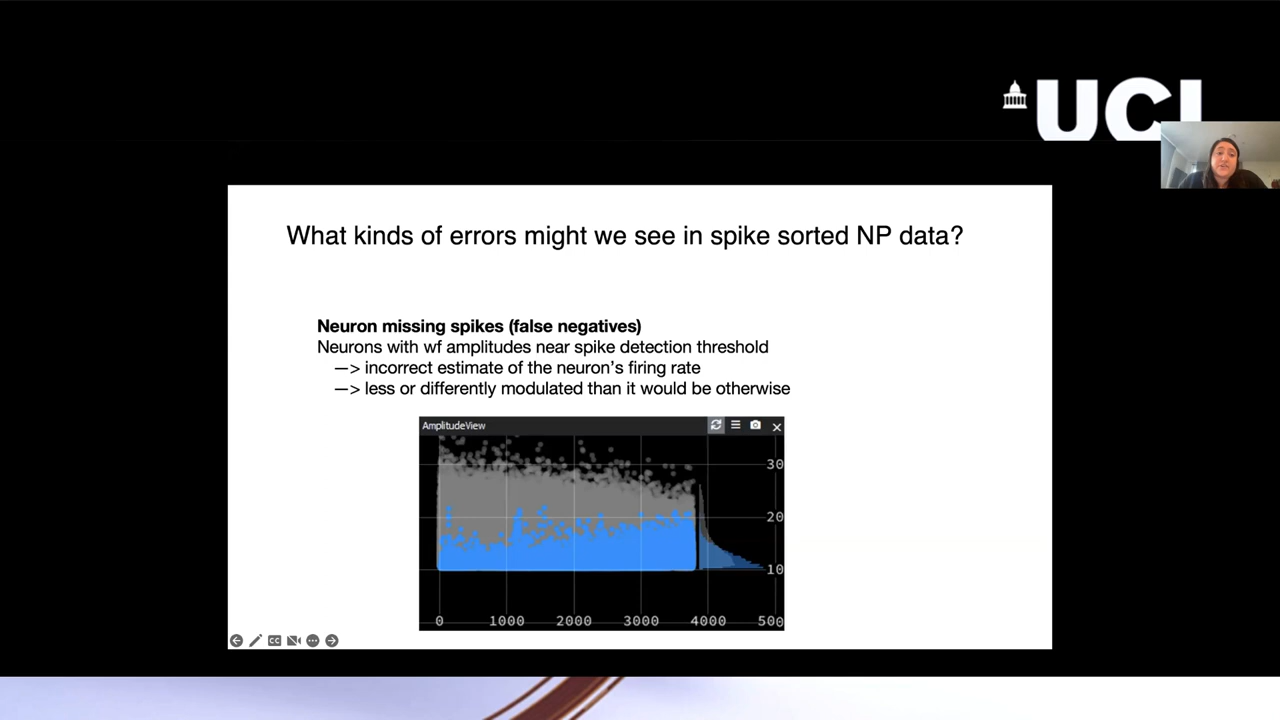 UCL
What kinds of errors might we see in spike sorted NP data?
Neuron missing spikes (false negatives)
Neurons with wf amplitudes near spike detection threshold
—> incorrect estimate of the neuron’s firing rate
—> less or differently modulated than it would be otherwise
AmplitudeView
30
20
10
0 1000 2000 3000 4000 500
CC